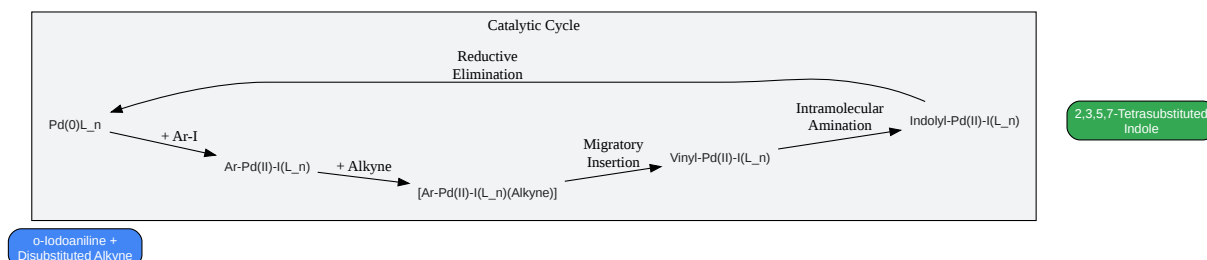 Catalytic Cycle
Reductive
Elimination
Pd(0)L_n
+ Ar-I
Ar-Pd(II)-I(L_n)
+ Alkyne
[Ar-Pd(II)-I(L_n)(Alkyne)]
Migratory
Insertion
Vinyl-Pd(II)-I(L_n)
Intramolecular
Amination
Indolyl-Pd(II)-I(L_n)
2,3,5,7-Tetrasubstituted
Indole
o-Iodoaniline +
Disubstituted Alkyne